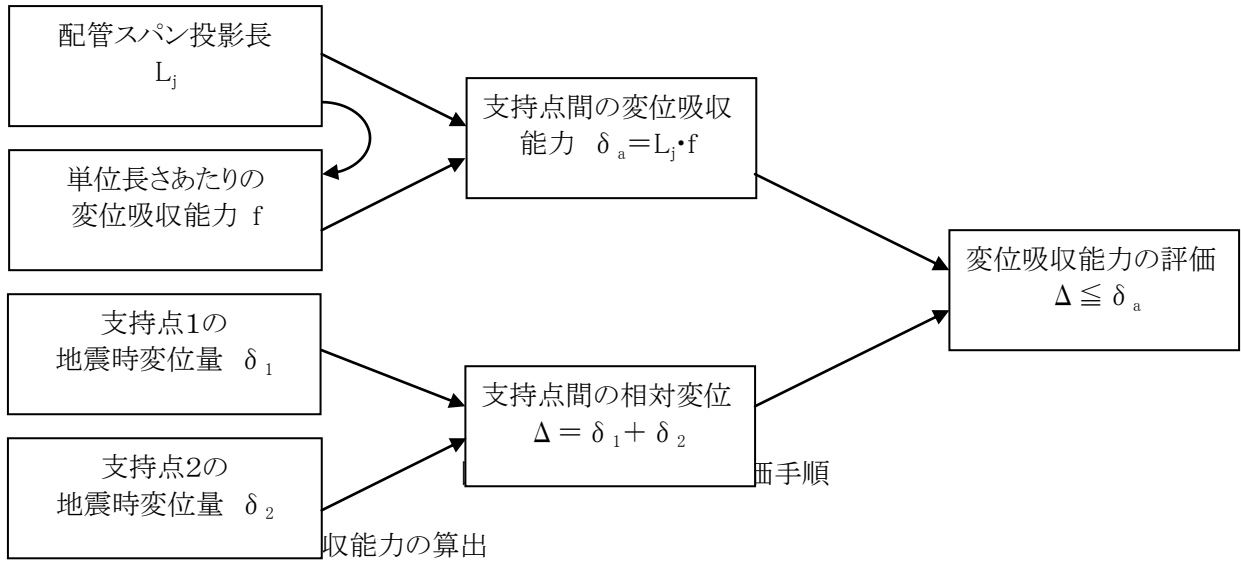 配管スパン投影長
Lj
単位長さあたりの
変位吸収能力 f
支持点間の変位吸収
能力 δa＝Lj・f
支持点1の
地震時変位量 δ1
支持点2の
地震時変位量 δ2
支持点間の相対変位
Δ＝δ1＋δ2
変位吸収能力の評価
Δ≦δa
価手順
収能力の算出